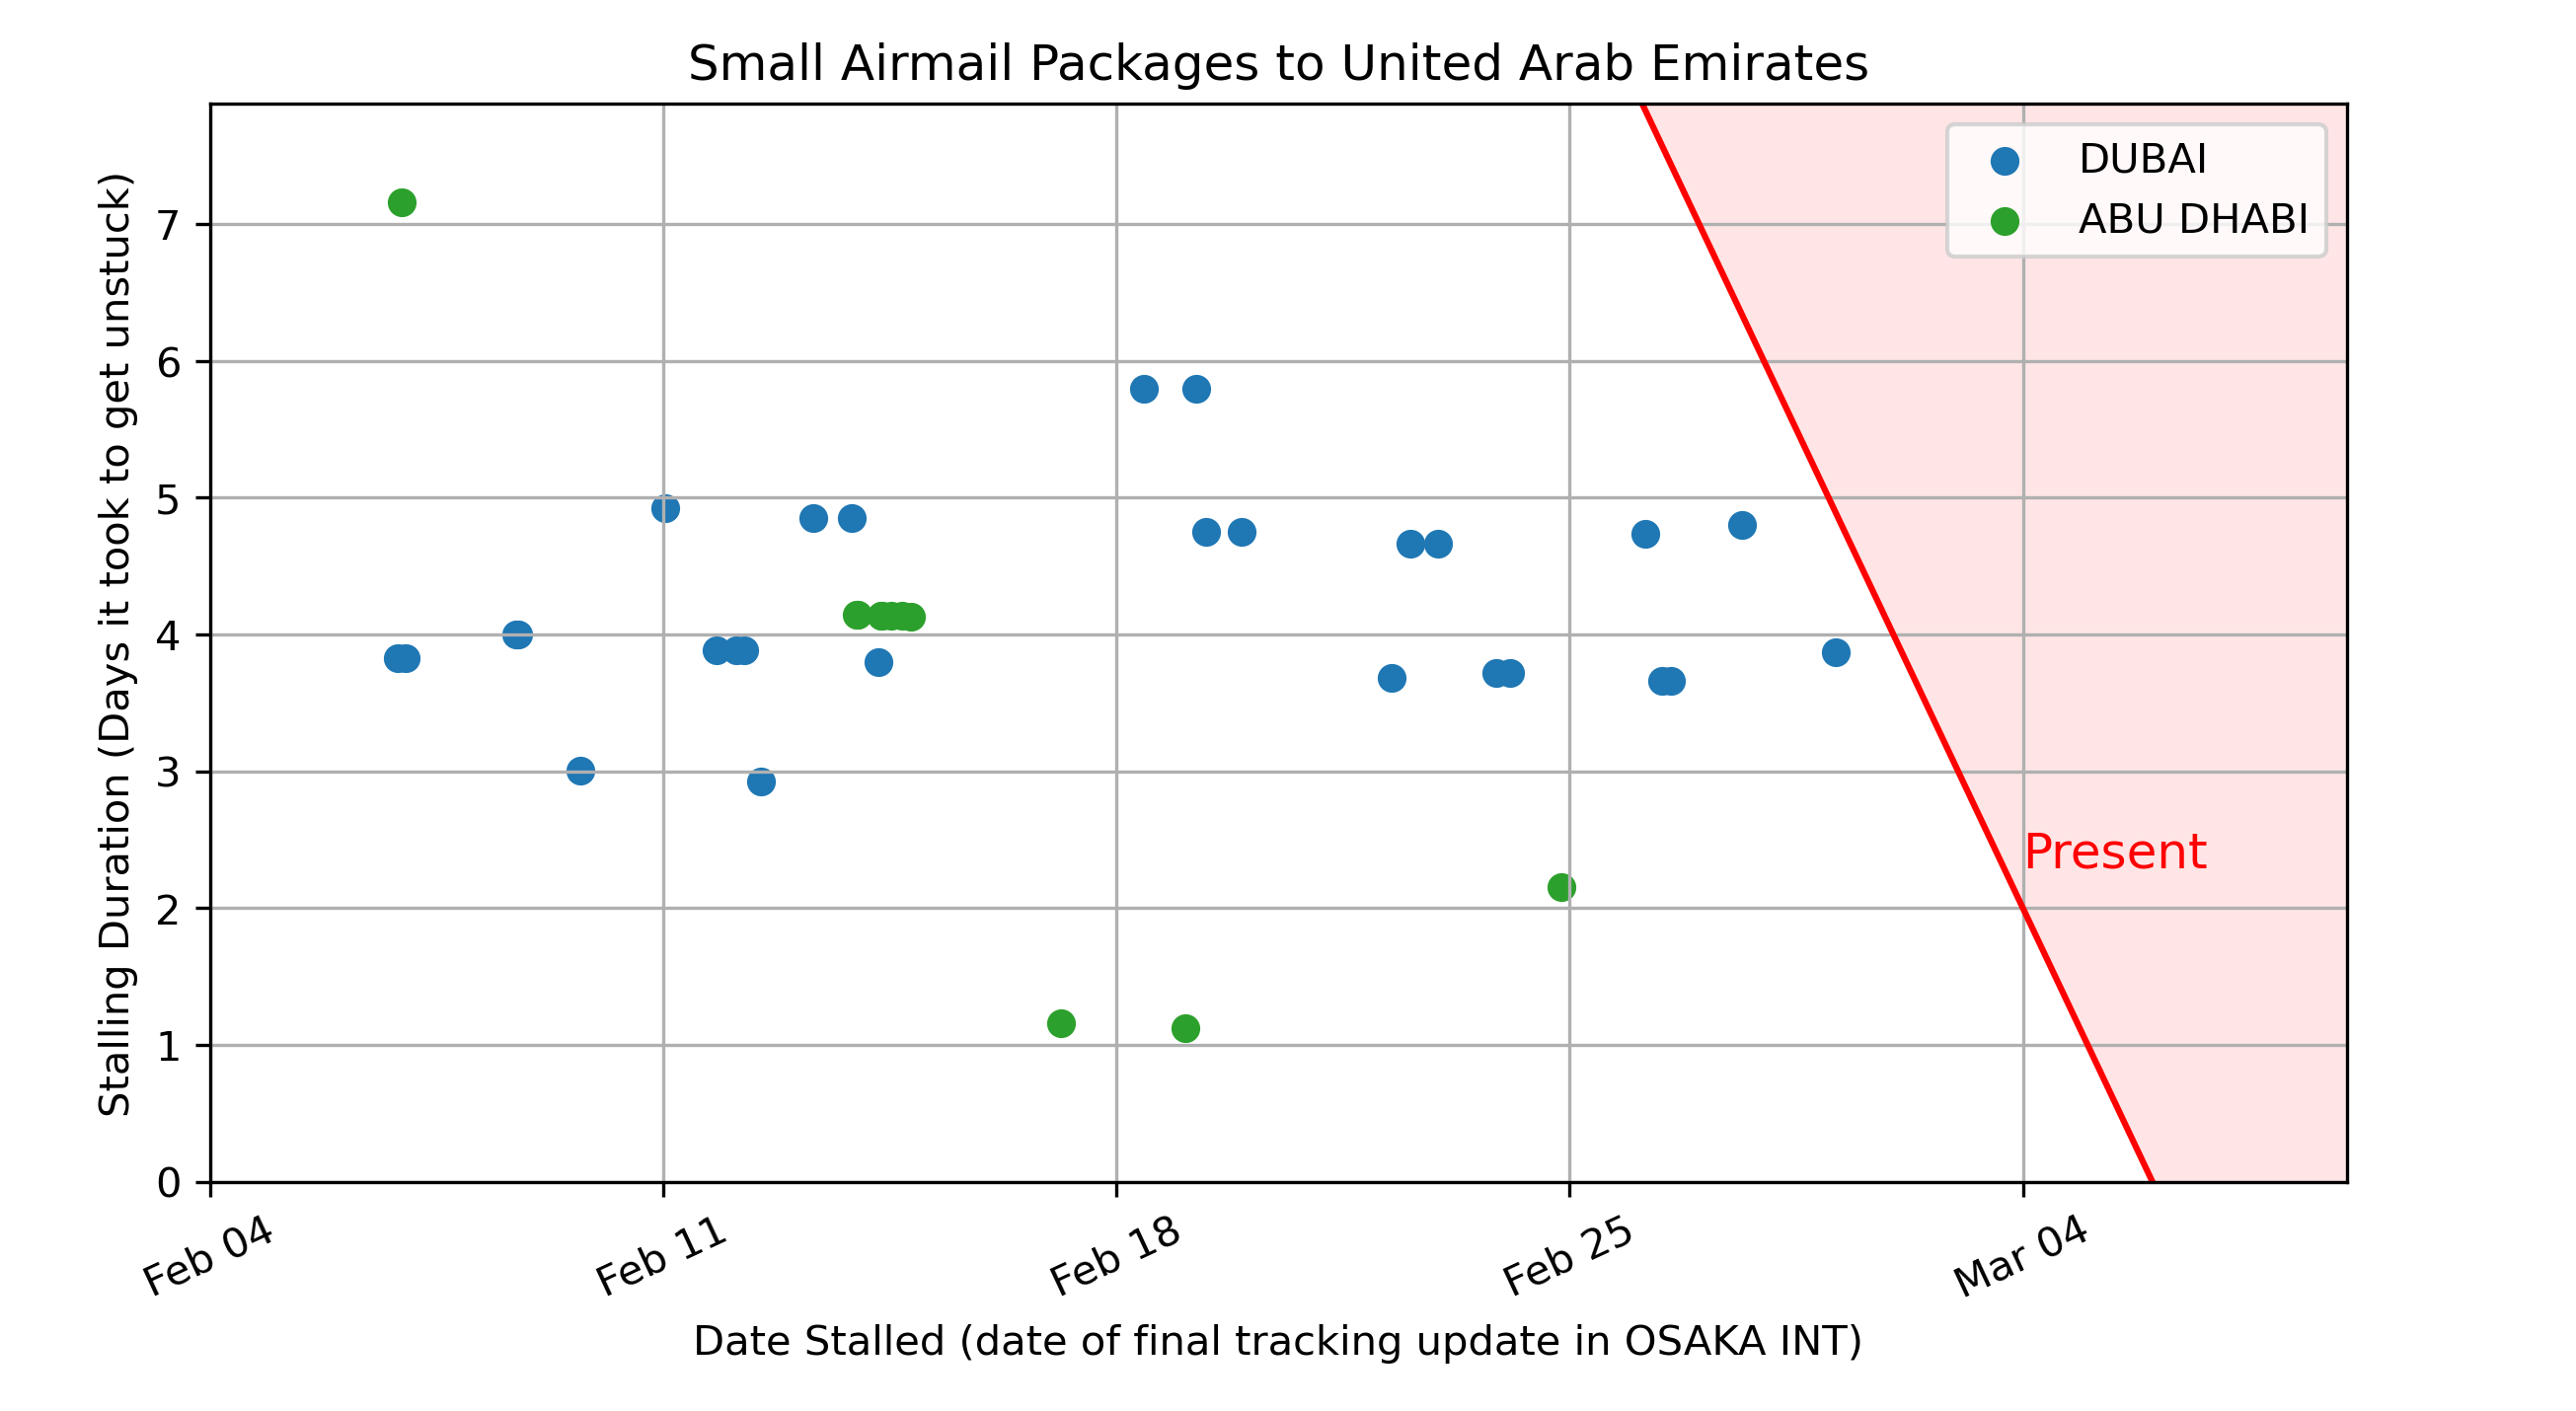 Small Airmail Packages to United Arab Emirates
DUBAI
ABU DHABI
Present
Stalling Duration (Days it took to get unstuck)
7
6
5
4
3
2
1
0
Feb 04
Feb 11
Feb 18
Feb 25
Mar 04
Date Stalled (date of final tracking update in OSAKA INT)